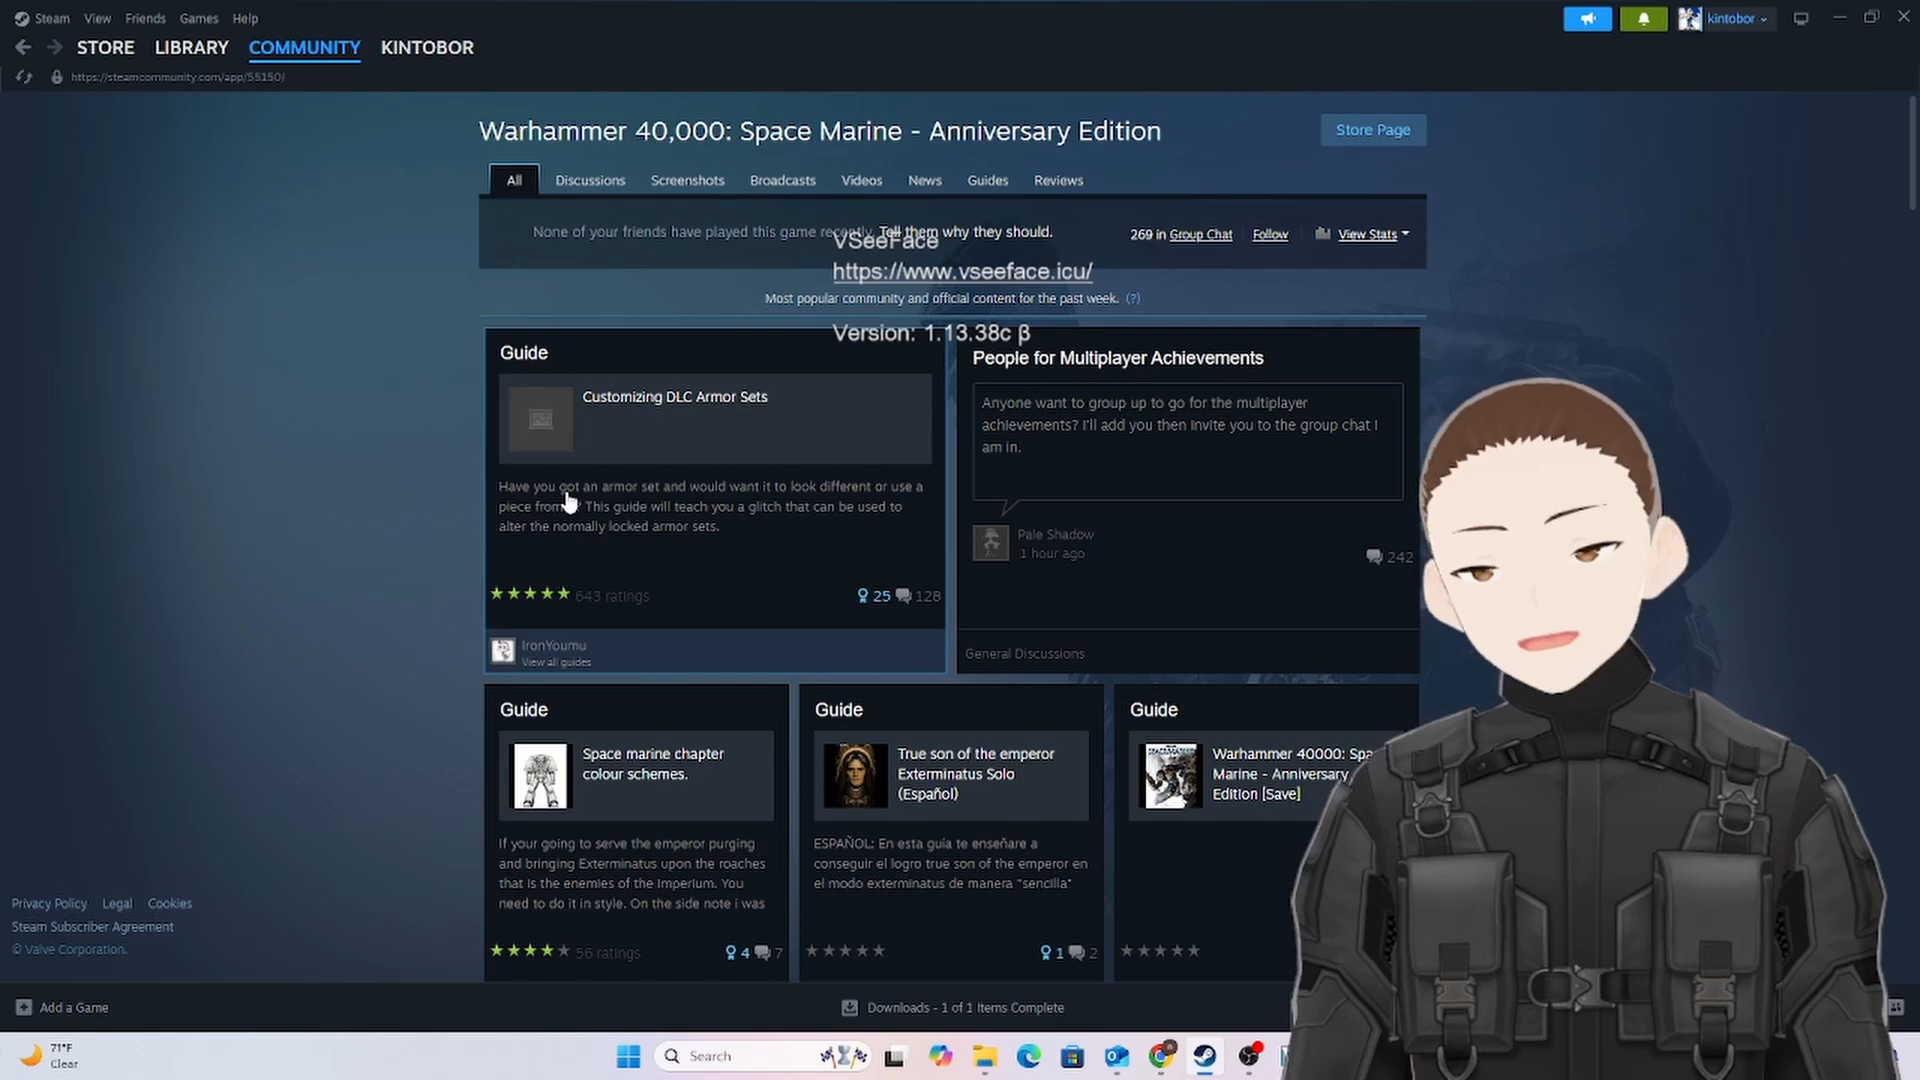 Steam View Friends Games Help
kintobor
STORE LIBRARY COMMUNITY KINTOBOR
https://steamcommunity.com/app/55150/
Warhammer 40,000: Space Marine - Anniversary Edition
Store Page
All Discussions Screenshots Broadcasts Videos News Guides Reviews
None of your friends have played this game recently. Tell them why they should.
269 in Group Chat Follow View Stats
VSeeFace
https://www.vseeface.icu/
Most popular community and official content for the past week. (?)
Version: 1.13.38c β
Guide
Customizing DLC Armor Sets
Have you got an armor set and would want it to look different or use a
piece from This guide will teach you a glitch that can be used to
alter the normally locked armor sets.
643 ratings
25 128
IronYoumu
View all guides
People for Multiplayer Achievements
Anyone want to group up to go for the multiplayer
achievements? I'll add you then invite you to the group chat I
am in.
Pale Shadow
1 hour ago
242
General Discussions
Guide
Space marine chapter
colour schemes.
If your going to serve the emperor purging
and bringing Exterminatus upon the roaches
that is the enemies of the Imperium. You
need to do it in style. On the side note i was
56 ratings
4 7
Guide
True son of the emperor
Exterminatus Solo
(Español)
ESPAÑOL: En esta guia te enseñare a
conseguir el logro true son of the emperor en
el modo exterminatus de manera "sencilla"
1 2
Guide
Warhammer 40000: Spa
Marine - Anniversary
Edition [Save]
Privacy Policy Legal Cookies
Steam Subscriber Agreement
© Valve Corporation.
Add a Game
Downloads - 1 of 1 Items Complete
71°F
Clear
Search